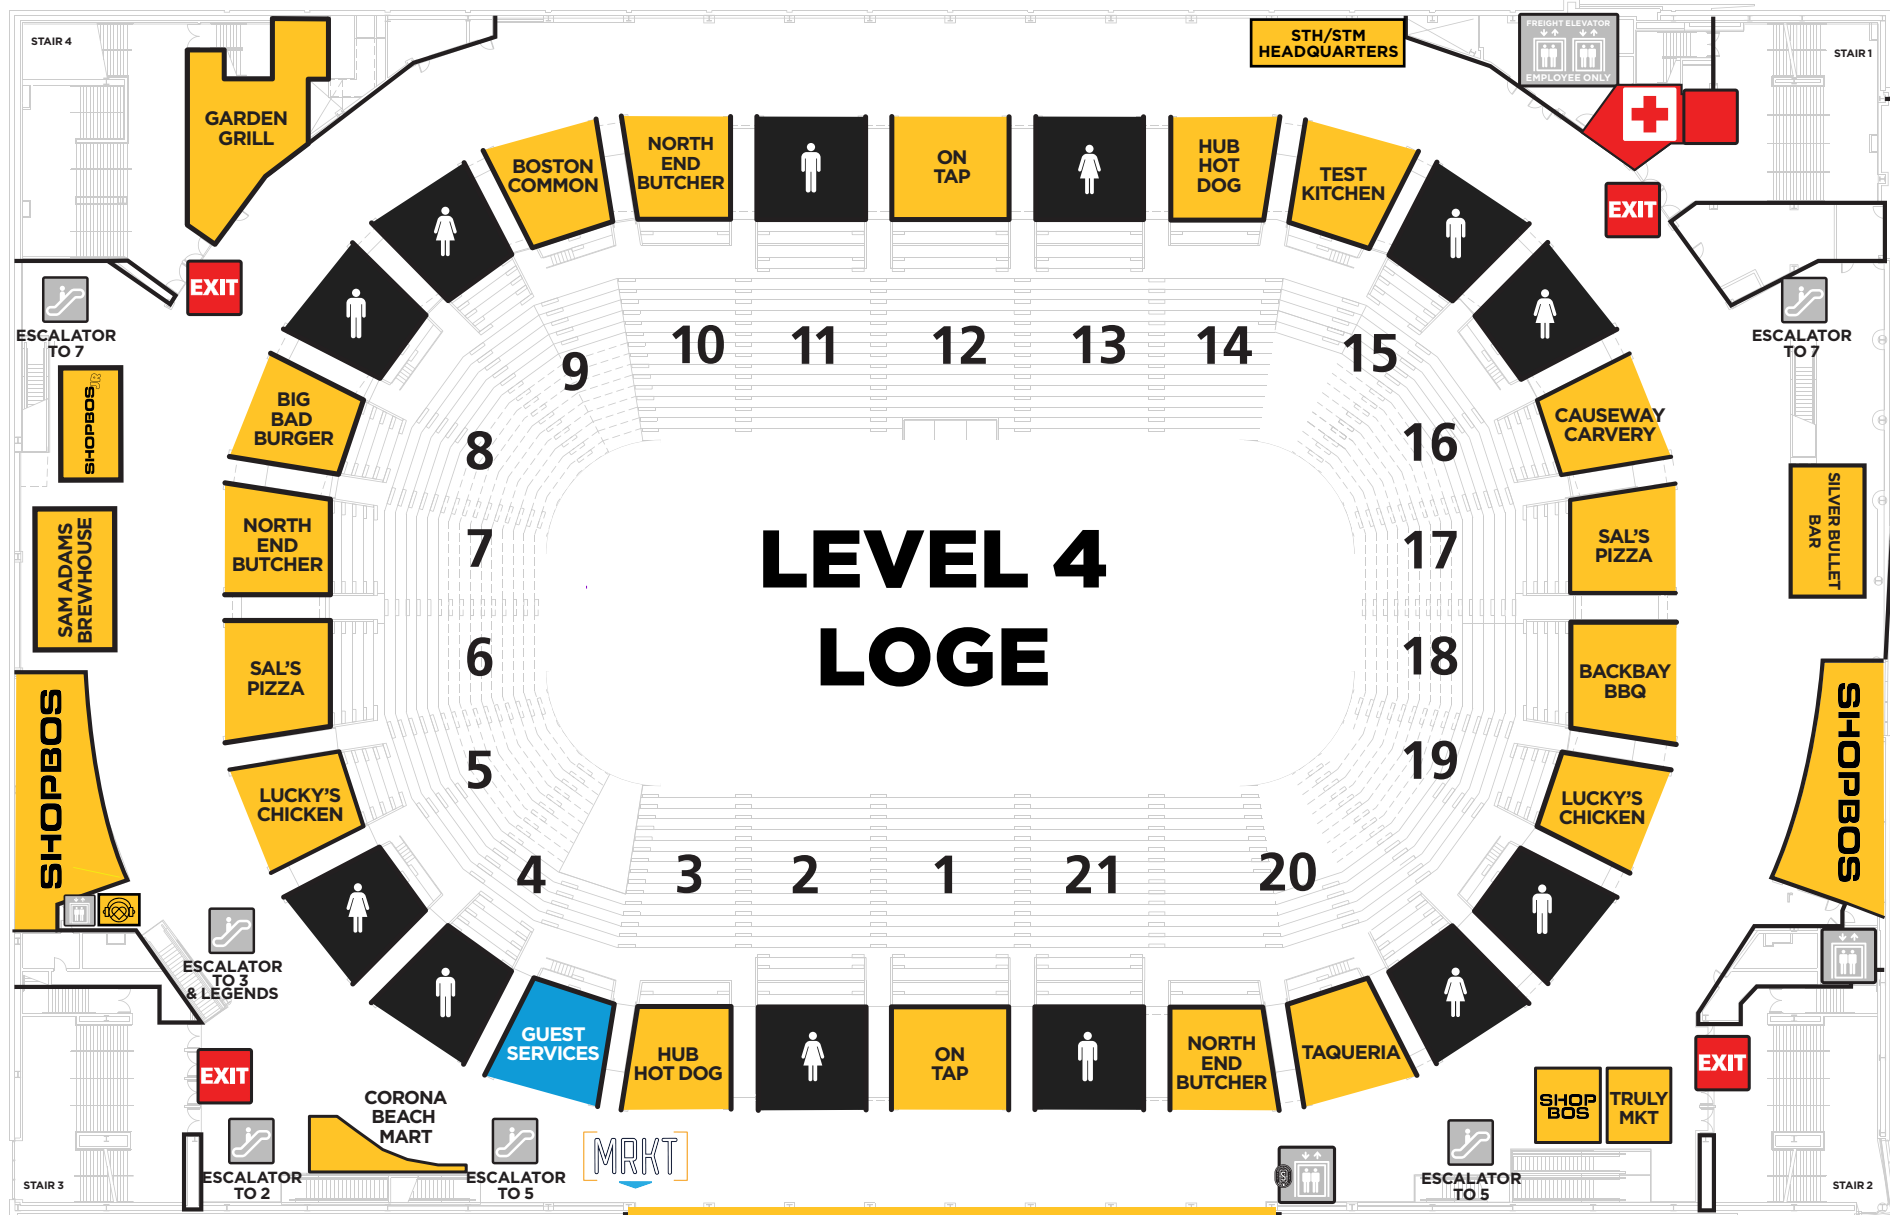 STAIR 4
GARDEN
GRILL
STH/STM
HEADQUARTERS
FREIGHT ELEVATOR
EMPLOYEE ONLY
STAIR 1
BOSTON
COMMON
NORTH
END
BUTCHER
ON
TAP
HUB
HOT
DOG
TEST
KITCHEN
EXIT
EXIT
ESCALATOR
TO 7
ESCALATOR
TO 7
SHOPBOS JR
BIG
BAD
BURGER
CAUSEWAY
CARVERY
9
10
11
12
13
14
15
8
16
NORTH
END
BUTCHER
7
LEVEL 4
LOGE
17
SAL'S
PIZZA
SILVER BULLET
BAR
SAM ADAMS
BREWHOUSE
SAL'S
PIZZA
6
18
BACKBAY
BBQ
SHOPBOS
SHOPBOS
5
19
LUCKY'S
CHICKEN
LUCKY'S
CHICKEN
4
3
2
1
21
20
ESCALATOR
TO 3
& LEGENDS
GUEST
SERVICES
HUB
HOT DOG
ON
TAP
NORTH
END
BUTCHER
TAQUERIA
EXIT
EXIT
CORONA
BEACH
MART
SHOP
BOS
TRULY
MKT
ESCALATOR
TO 2
ESCALATOR
TO 5
MRKT
ESCALATOR
TO 5
STAIR 3
STAIR 2